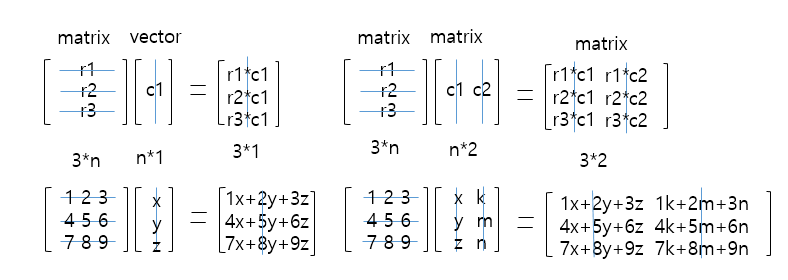 matrix vector
r1
r2 c1 = r1*c1
r3 r2*c1
r3*c1
3*n n*1 3*1
1 2 3 x 1x+2y+3z
4 5 6 y = 4x+5y+6z
7 8 9 z 7x+8y+9z
matrix matrix matrix
r1 r1*c1 r1*c2
r2 c1 c2 = r2*c1 r2*c2
r3 r3*c1 r3*c2
3*n n*2 3*2
1 2 3 x k 1x+2y+3z 1k+2m+3n
4 5 6 y m = 4x+5y+6z 4k+5m+6n
7 8 9 z n 7x+8y+9z 7k+8m+9n